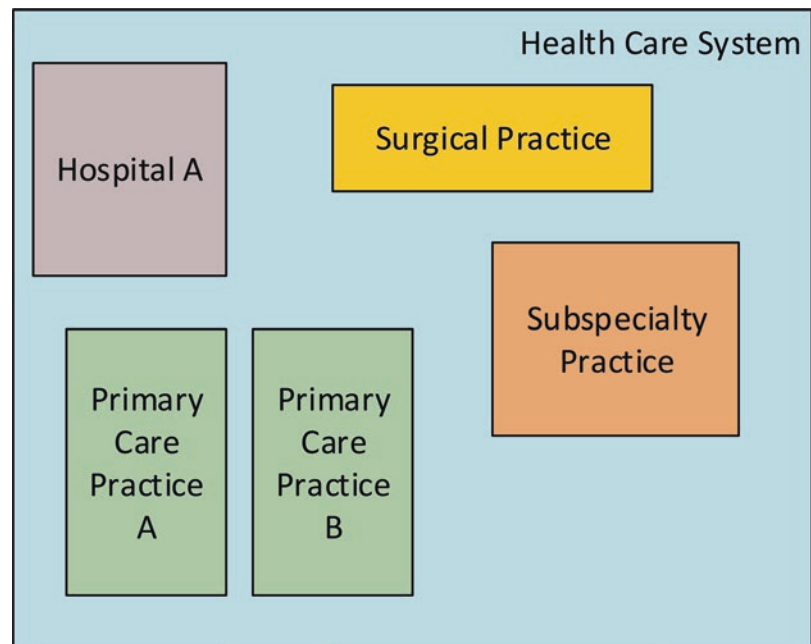 Health Care System
Hospital A
Surgical Practice
Subspecialty
Practice
Primary
Care
Practice
A
Primary
Care
Practice
B